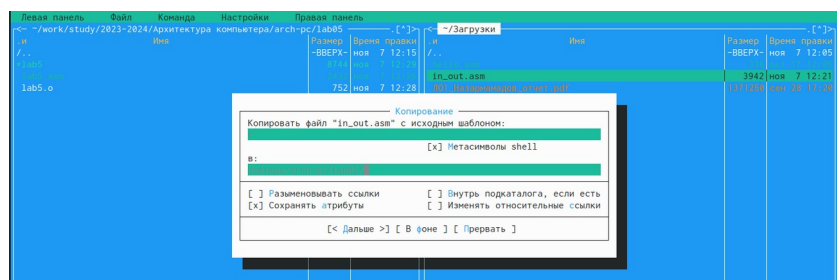 Левая панель Файл Команда Настройки Правая панель
<— ~/work/study/2023-2024/Архитектура компьютера/arch-pc/lab05 —.[^]> <— ~/Загрузки —.[^]>
.и Имя Размер Время правки .и Имя Размер Время правки
/.. -ВВЕРХ- ноя 7 12:15 /.. -ВВЕРХ- ноя 7 12:05
*lab5 8744 ноя 7 12:29
in_out.asm 3942 ноя 7 12:21
lab5.o 752 ноя 7 12:28
Копирование
Копировать файл "in_out.asm" с исходным шаблоном:
[x] Метасимволы shell
в:
[ ] Разыменовывать ссылки [ ] Внутрь подкаталога, если есть
[x] Сохранять атрибуты [ ] Изменять относительные ссылки
[< Дальше >] [ В фоне ] [ Прервать ]